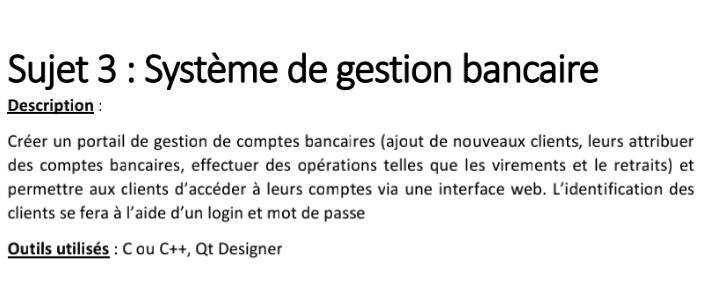 Sujet 3 : Système de gestion bancaire
Description :
Créer un portail de gestion de comptes bancaires (ajout de nouveaux clients, leurs attribuer
des comptes bancaires, effectuer des opérations telles que les virements et le retraits) et
permettre aux clients d’accéder à leurs comptes via une interface web. L’identification des
clients se fera à l’aide d’un login et mot de passe
Outils utilisés : C ou C++, Qt Designer